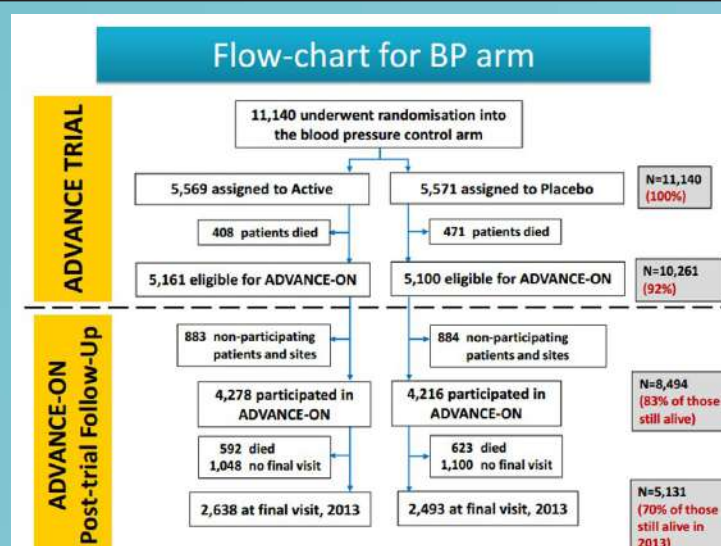 Flow-chart for BP arm
ADVANCE TRIAL
11,140 underwent randomisation into
the blood pressure control arm
5,569 assigned to Active
5,571 assigned to Placebo
N=11,140
(100%)
408 patients died
471 patients died
5,161 eligible for ADVANCE-ON
5,100 eligible for ADVANCE-ON
N=10,261
(92%)
ADVANCE-ON
Post-trial Follow-Up
883 non-participating
patients and sites
884 non-participating
patients and sites
4,278 participated in
ADVANCE-ON
4,216 participated in
ADVANCE-ON
N=8,494
(83% of those
still alive)
592 died
1,048 no final visit
623 died
1,100 no final visit
2,638 at final visit, 2013
2,493 at final visit, 2013
N=5,131
(70% of those
still alive in
2013)